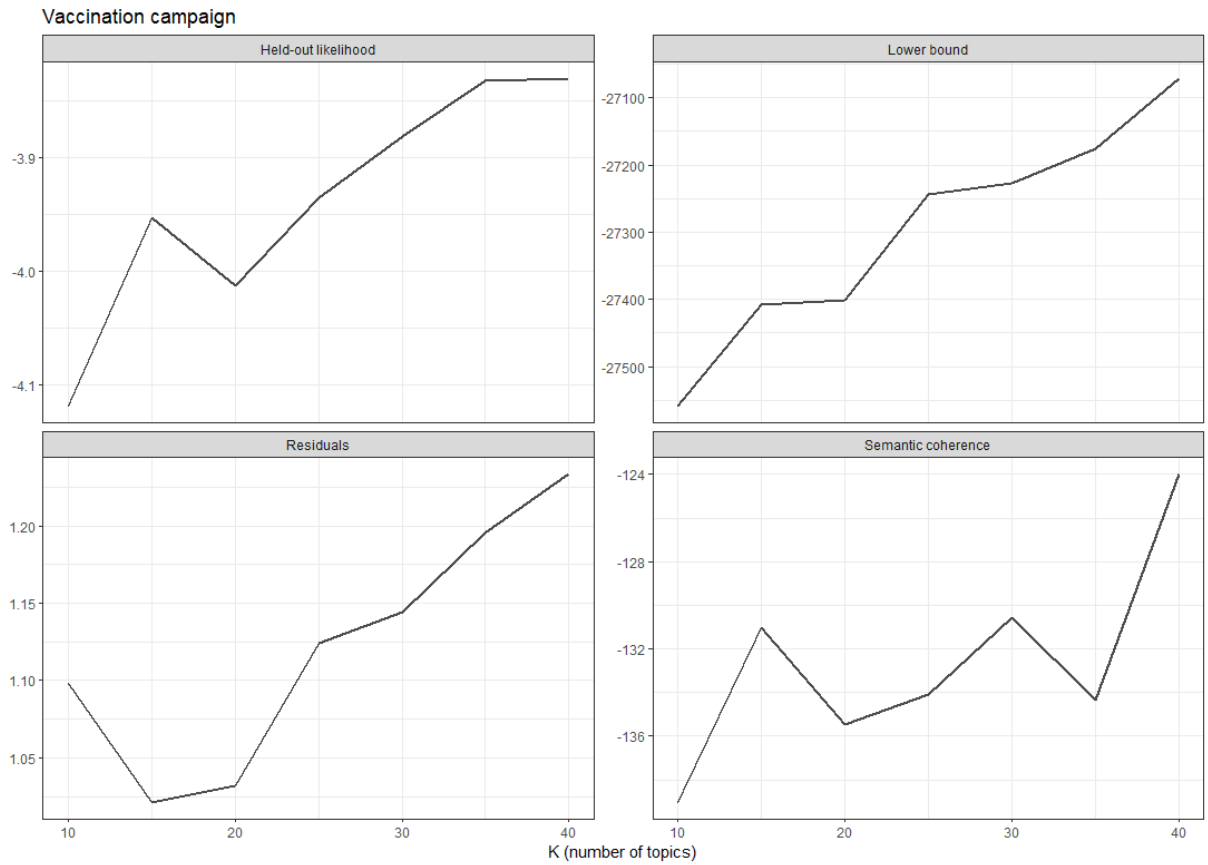 Vaccination campaign
Held-out likelihood
-3.9
-4.0
-4.1
Lower bound
-27100
-27200
-27300
-27400
-27500
Residuals
1.20
1.15
1.10
1.05
10 20 30 40
Semantic coherence
-124
-128
-132
-136
10 20 30 40
K (number of topics)